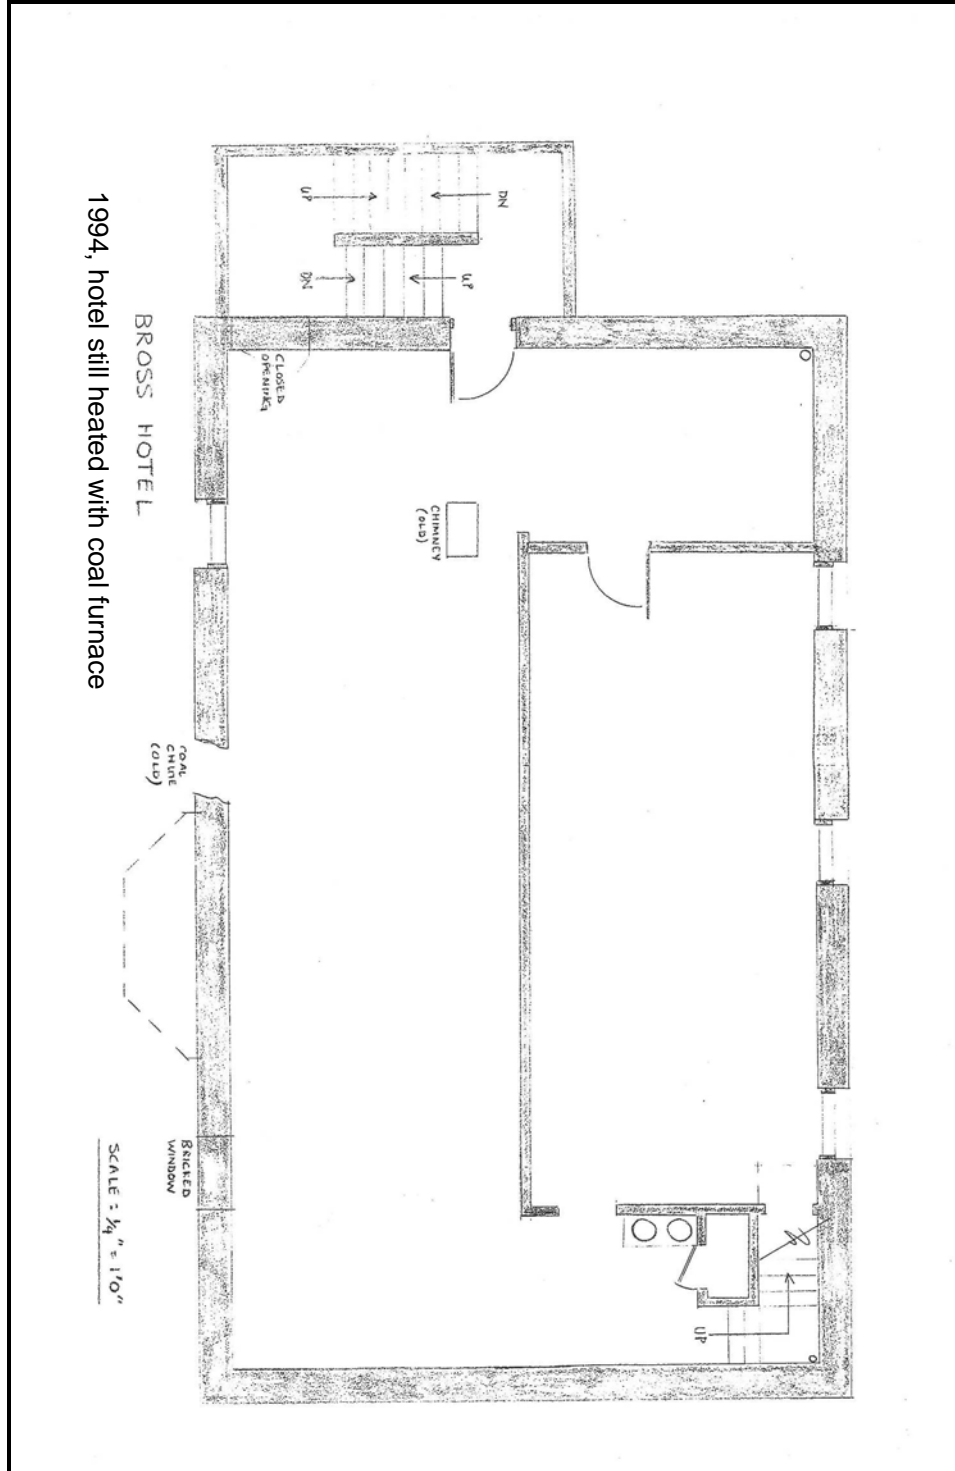 1994, hotel still heated with coal furnace
BROSS HOTEL
SCALE = ¼" = 1'0"
UP
DN
DN
UP
CLOSED
OPENING
CHIMNEY
(OLD)
COAL
CHUTE
(OLD)
BRICKED
WINDOW
UP